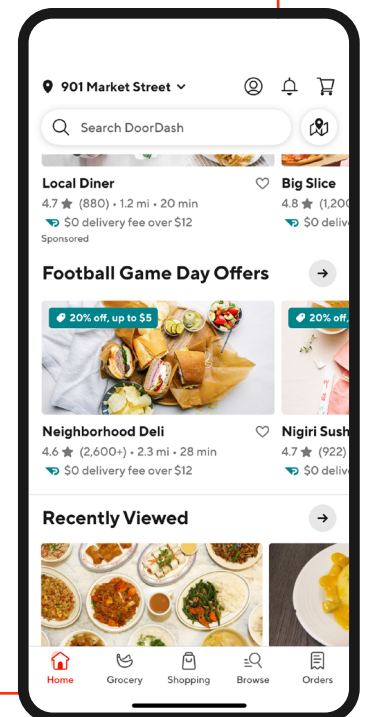 901 Market Street
Search DoorDash
Local Diner
Big Slice
4.7 ★ (880) • 1.2 mi • 20 min
4.8 ★ (1,200
$0 delivery fee over $12
$0 deliv
Sponsored
Football Game Day Offers
20% off, up to $5
20% off,
Neighborhood Deli
Nigiri Sush
4.6 ★ (2,600+) • 2.3 mi • 28 min
4.7 ★ (922)
$0 delivery fee over $12
$0 deliv
Recently Viewed
Home
Grocery
Shopping
Browse
Orders